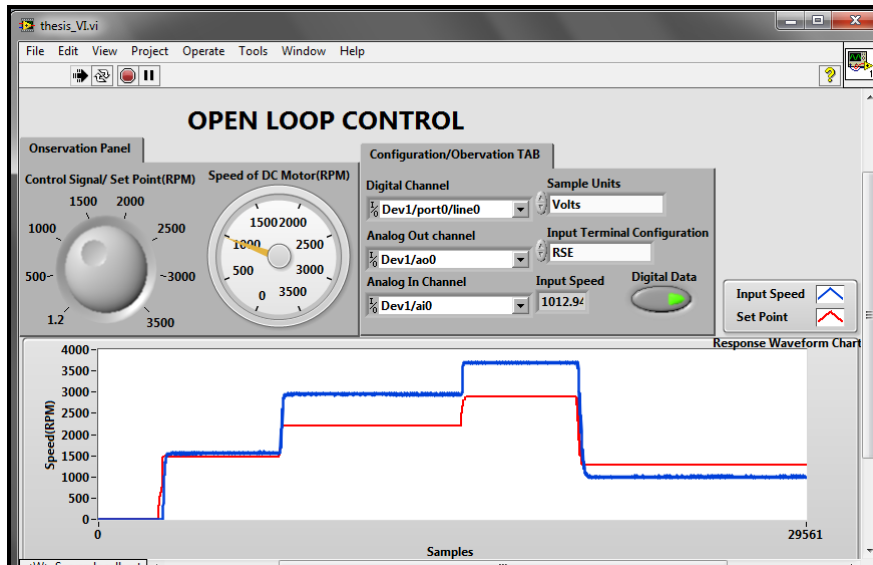 thesis_VI.vi
File Edit View Project Operate Tools Window Help
OPEN LOOP CONTROL
Onservation Panel
Control Signal/ Set Point(RPM)
1.2
500
1000
1500
2000
2500
3000
3500
Speed of DC Motor(RPM)
0
500
1000
1500
2000
2500
3000
3500
Configuration/Obervation TAB
Digital Channel
Dev1/port0/line0
Analog Out channel
Dev1/ao0
Analog In Channel
Dev1/ai0
Sample Units
Volts
Input Terminal Configuration
RSE
Input Speed
1012.94
Digital Data
Input Speed
Set Point
Response Waveform Chart
Speed(RPM)
4000
3500
3000
2500
2000
1500
1000
500
0
0
29561
Samples